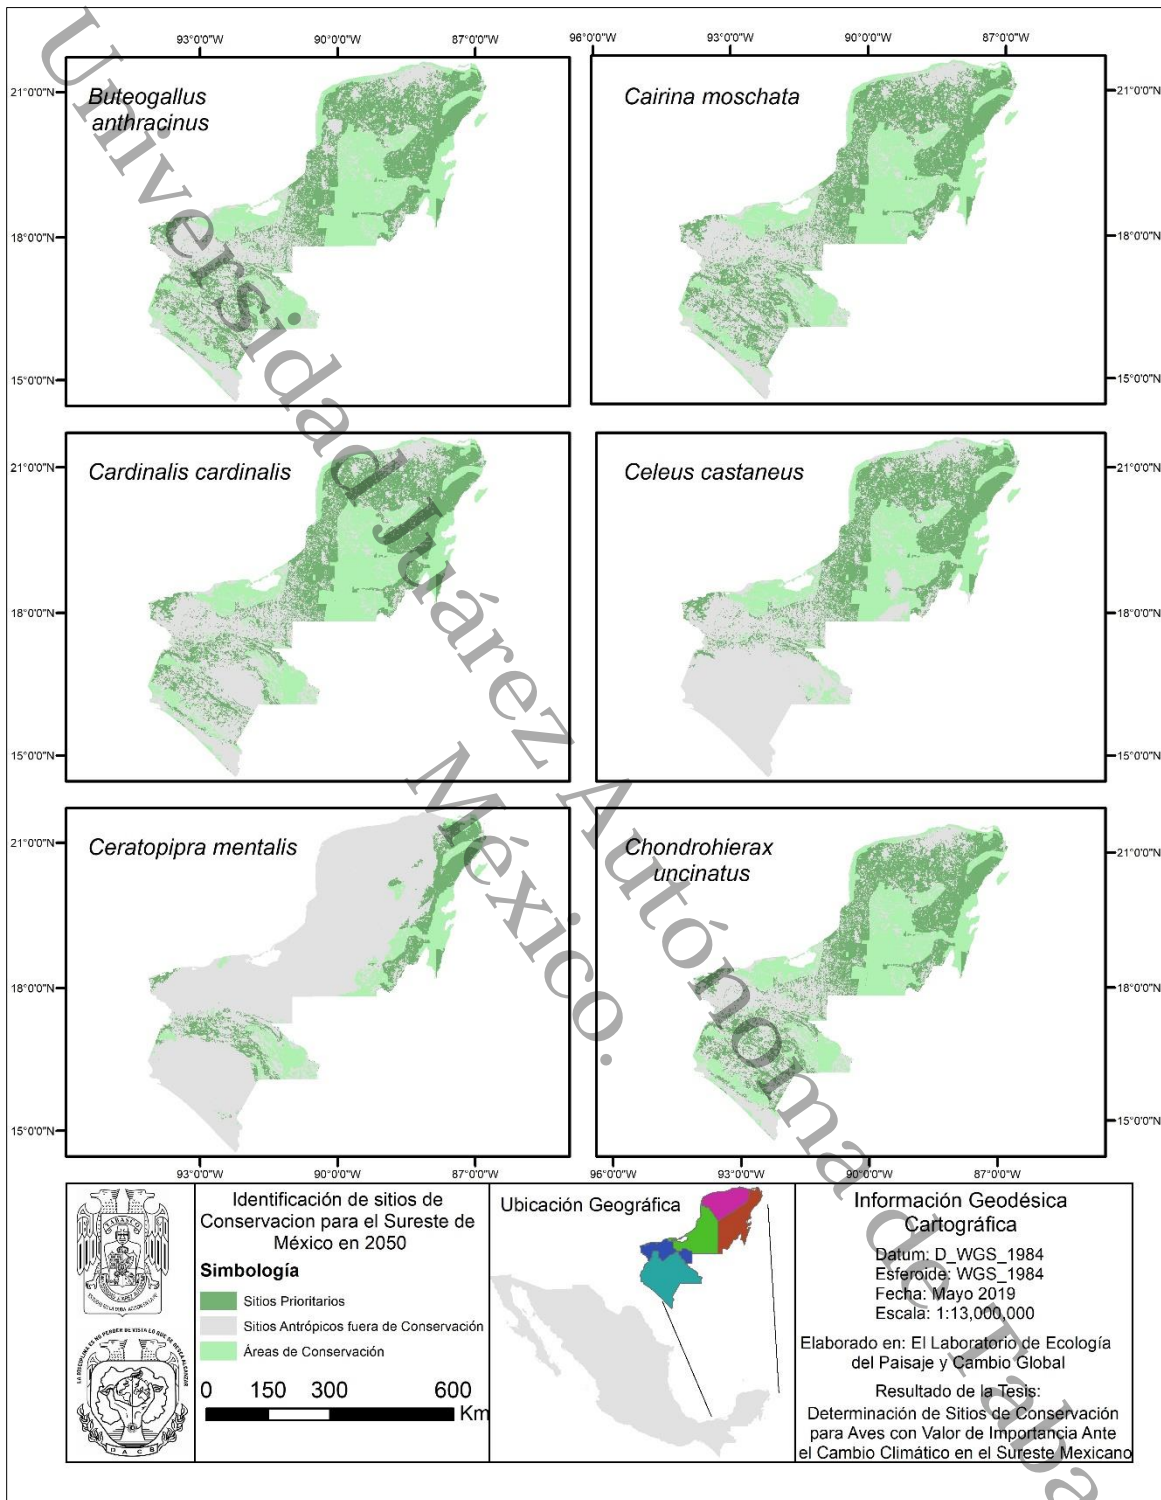 93°0'0"W 90°0'0"W 87°0'0"W 96°0'0"W 93°0'0"W 90°0'0"W 87°0'0"W
21°0'0"N
18°0'0"N
15°0'0"N
Buteogallus
anthracinus
Cairina moschata
21°0'0"N
18°0'0"N
15°0'0"N
21°0'0"N
18°0'0"N
15°0'0"N
Cardinalis cardinalis
Celeus castaneus
21°0'0"N
18°0'0"N
15°0'0"N
21°0'0"N
18°0'0"N
15°0'0"N
Ceratopipra mentalis
Chondrohierax
uncinatus
21°0'0"N
18°0'0"N
15°0'0"N
93°0'0"W 90°0'0"W 87°0'0"W 96°0'0"W 93°0'0"W 90°0'0"W 87°0'0"W
Identificación de sitios de
Conservacion para el Sureste de
México en 2050
Simbología
Sitios Prioritarios
Sitios Antrópicos fuera de Conservación
Áreas de Conservación
0 150 300 600
Km
Ubicación Geográfica
Información Geodésica
Cartográfica
Datum: D_WGS_1984
Esferoide: WGS_1984
Fecha: Mayo 2019
Escala: 1:13,000,000
Elaborado en: El Laboratorio de Ecología
del Paisaje y Cambio Global
Resultado de la Tesis:
Determinación de Sitios de Conservación
para Aves con Valor de Importancia Ante
el Cambio Climático en el Sureste Mexicano
TABASCO
DACB
Universidad Juárez Autónoma de Taba
México.